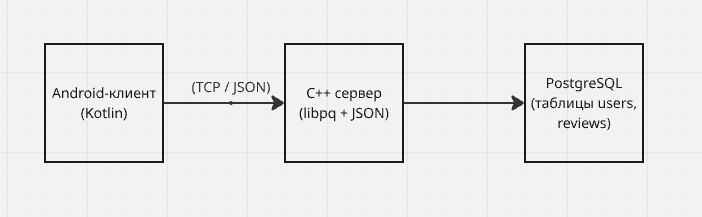 Android-клиент
(Kotlin)
(TCP / JSON)
C++ сервер
(libpq + JSON)
PostgreSQL
(таблицы users,
reviews)